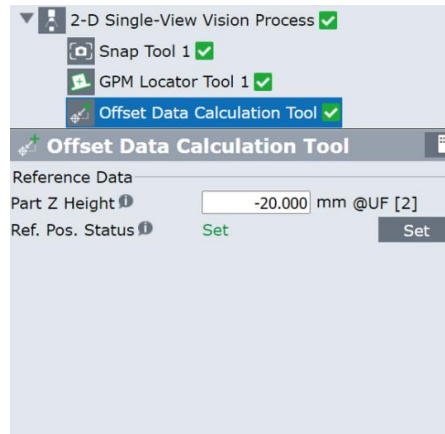 2-D Single-View Vision Process
Snap Tool 1
GPM Locator Tool 1
Offset Data Calculation Tool
Offset Data Calculation Tool
Reference Data
Part Z Height -20.000 mm @UF [2]
Ref. Pos. Status Set Set